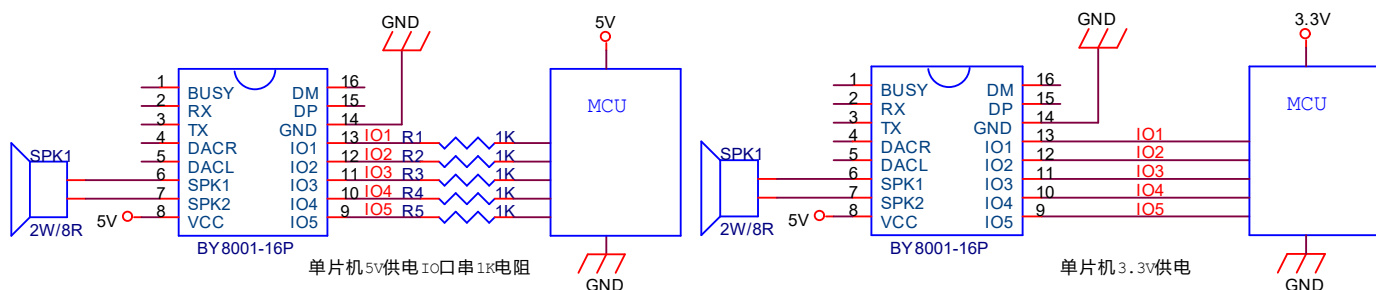 GND
5V
1 BUSY DM 16
2 RX DP 15
3 TX GND 14
4 DACR IO1 13 IO1 R1 1K
5 DACL IO2 12 IO2 R2 1K
6 SPK1 IO3 11 IO3 R3 1K
7 SPK2 IO4 10 IO4 R4 1K
8 VCC IO5 9 IO5 R5 1K
MCU
SPK1
2W/8R
5V
BY8001-16P
GND
单片机5V供电IO口串1K电阻
GND
3.3V
1 BUSY DM 16
2 RX DP 15
3 TX GND 14
4 DACR IO1 13 IO1
5 DACL IO2 12 IO2
6 SPK1 IO3 11 IO3
7 SPK2 IO4 10 IO4
8 VCC IO5 9 IO5
MCU
SPK1
2W/8R
5V
BY8001-16P
GND
单片机3.3V供电